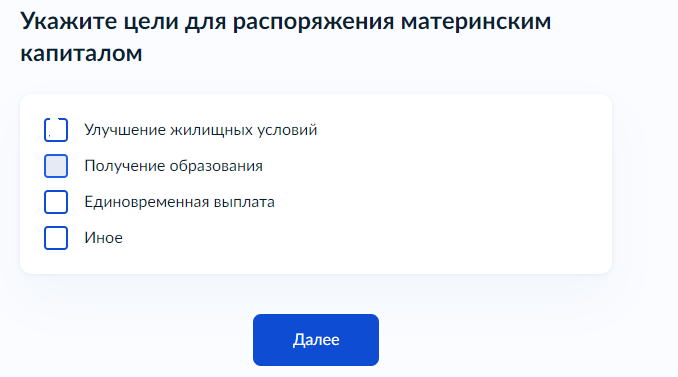 Укажите цели для распоряжения материнским
капиталом
Улучшение жилищных условий
Получение образования
Единовременная выплата
Иное
Далее